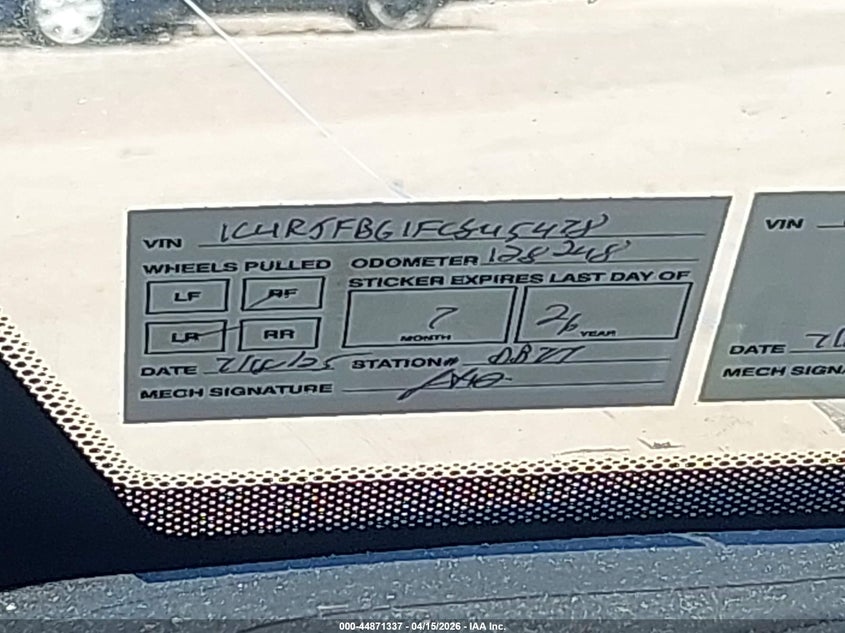 VIN 1C4RJFBG1FC645428
VIN
WHEELS PULLED ODOMETER 128248
STICKER EXPIRES LAST DAY OF
LF RF
7 26
MONTH YEAR
LR RR
DATE STATION#
DATE
MECH SIGNATURE
MECH SIGNA
000-44871337 - 04/15/2026 - IAA Inc.